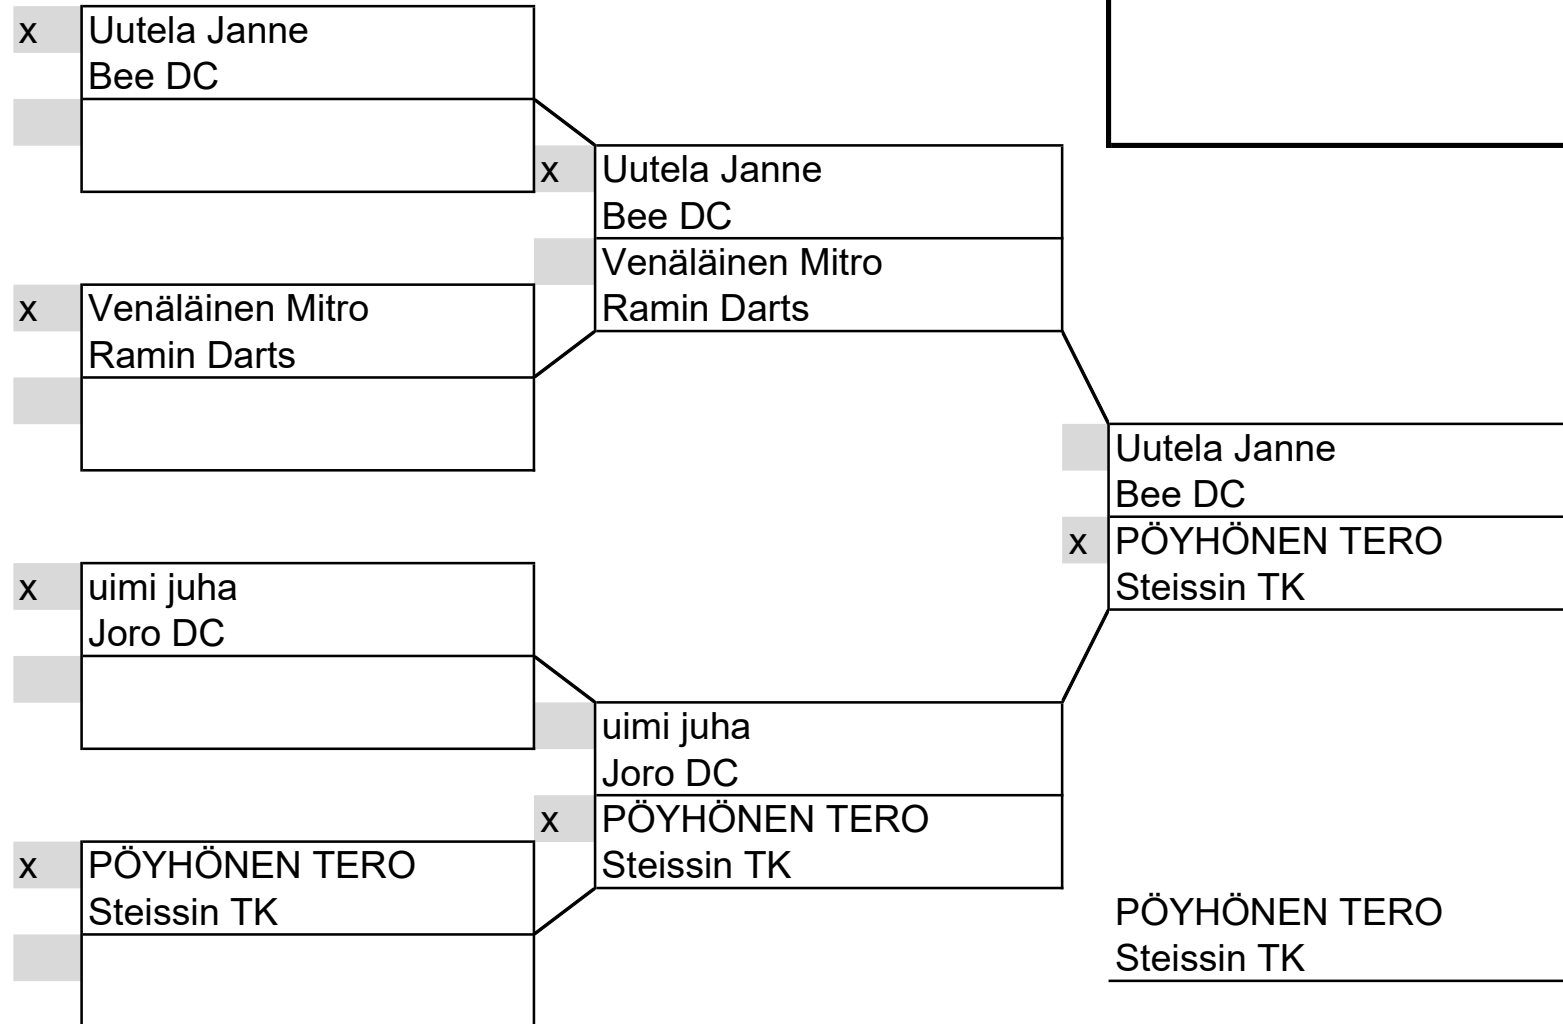 x Uutela Janne
Bee DC
x Venäläinen Mitro
Ramin Darts
x uimi juha
Joro DC
x PÖYHÖNEN TERO
Steissin TK
x Uutela Janne
Bee DC
Venäläinen Mitro
Ramin Darts
uimi juha
Joro DC
x PÖYHÖNEN TERO
Steissin TK
Uutela Janne
Bee DC
x PÖYHÖNEN TERO
Steissin TK
PÖYHÖNEN TERO
Steissin TK